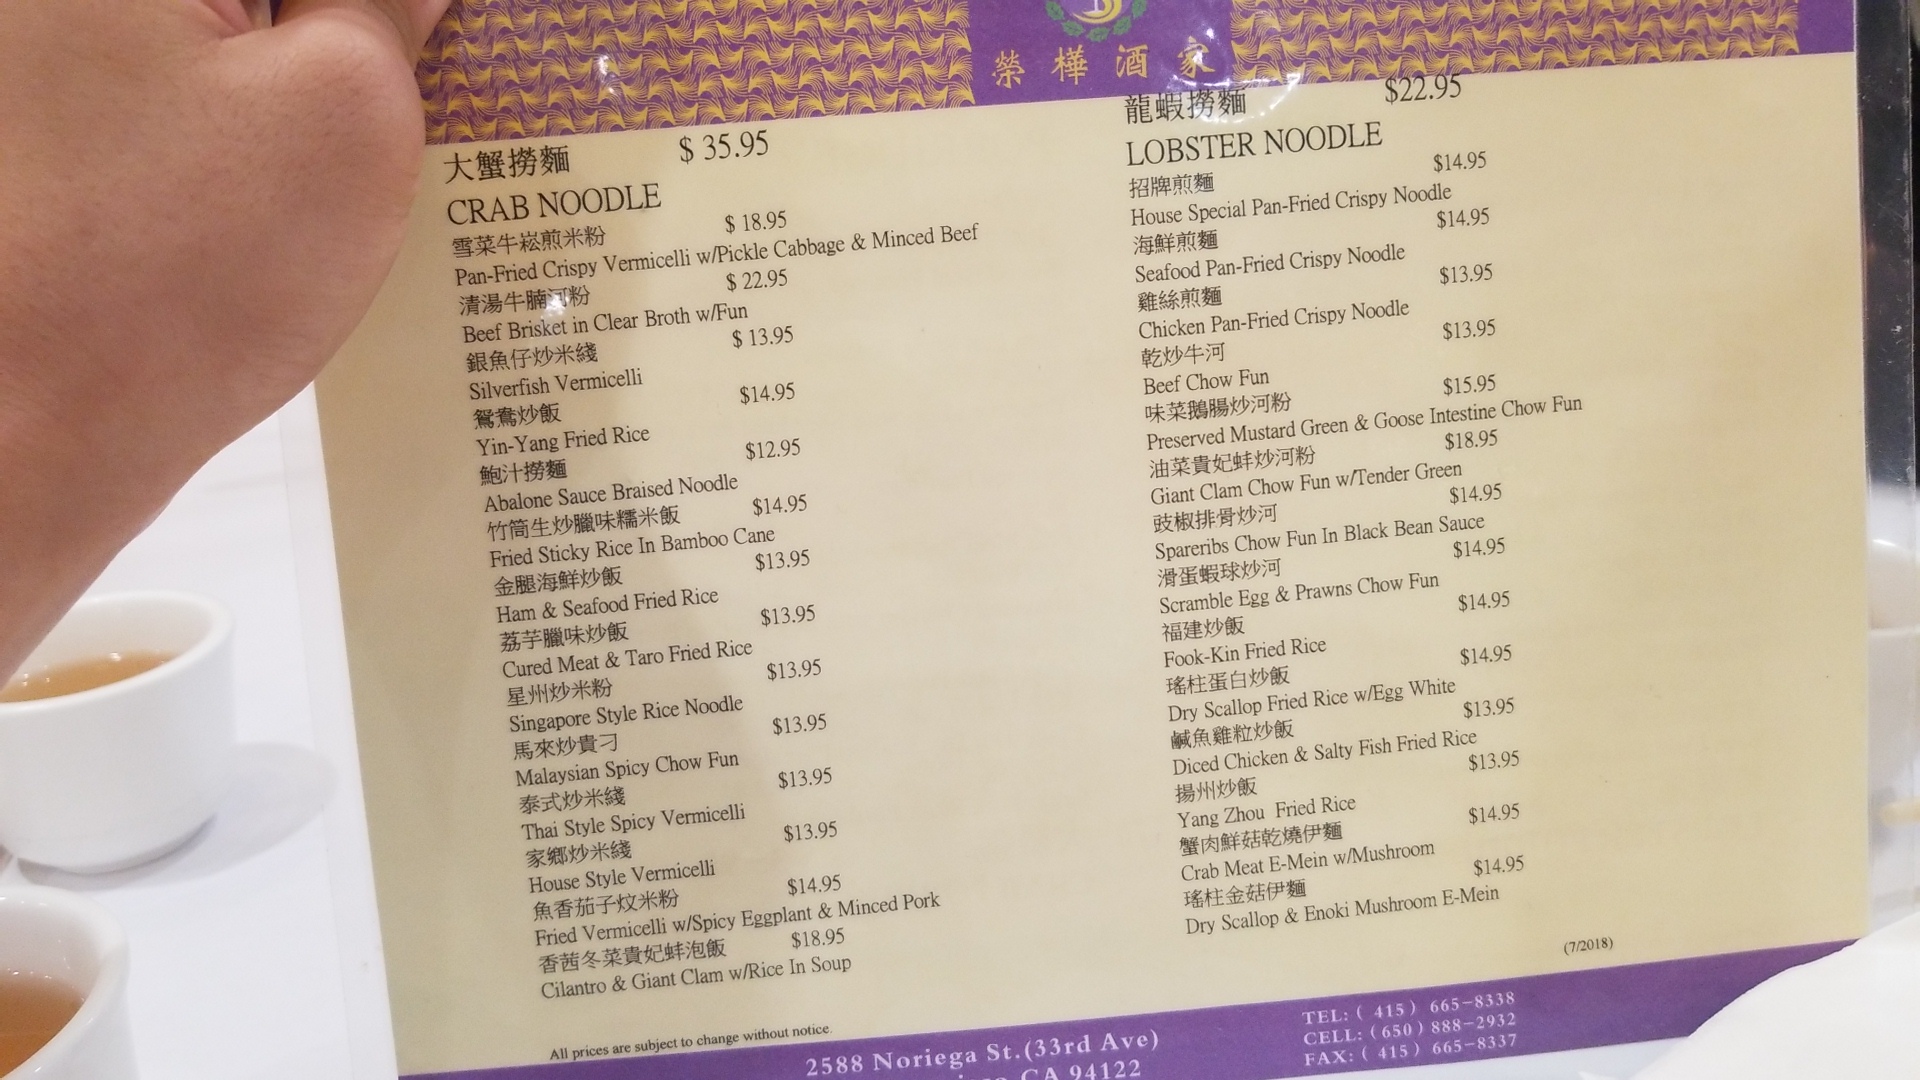 榮樺酒家
大蟹撈麵 $ 35.95
CRAB NOODLE
雪菜牛崧煎米粉 $ 18.95
Pan-Fried Crispy Vermicelli w/Pickle Cabbage & Minced Beef
清湯牛腩河粉 $ 22.95
Beef Brisket in Clear Broth w/Fun
銀魚仔炒米綫 $ 13.95
Silverfish Vermicelli
鴛鴦炒飯 $14.95
Yin-Yang Fried Rice
鮑汁撈麵 $12.95
Abalone Sauce Braised Noodle
竹筒生炒臘味糯米飯 $14.95
Fried Sticky Rice In Bamboo Cane
金腿海鮮炒飯 $13.95
Ham & Seafood Fried Rice
荔芋臘味炒飯 $13.95
Cured Meat & Taro Fried Rice
星州炒米粉 $13.95
Singapore Style Rice Noodle
馬來炒貴刁 $13.95
Malaysian Spicy Chow Fun
泰式炒米綫 $13.95
Thai Style Spicy Vermicelli
家鄉炒米綫 $13.95
House Style Vermicelli
魚香茄子炆米粉 $14.95
Fried Vermicelli w/Spicy Eggplant & Minced Pork
香茜冬菜貴妃蚌泡飯 $18.95
Cilantro & Giant Clam w/Rice In Soup
龍蝦撈麵 $22.95
LOBSTER NOODLE
招牌煎麵 $14.95
House Special Pan-Fried Crispy Noodle
海鮮煎麵 $14.95
Seafood Pan-Fried Crispy Noodle
雞絲煎麵 $13.95
Chicken Pan-Fried Crispy Noodle
乾炒牛河 $13.95
Beef Chow Fun
味菜鵝腸炒河粉 $15.95
Preserved Mustard Green & Goose Intestine Chow Fun
油菜貴妃蚌炒河粉 $18.95
Giant Clam Chow Fun w/Tender Green
豉椒排骨炒河 $14.95
Spareribs Chow Fun In Black Bean Sauce
滑蛋蝦球炒河 $14.95
Scramble Egg & Prawns Chow Fun
福建炒飯 $14.95
Fook-Kin Fried Rice
瑤柱蛋白炒飯 $14.95
Dry Scallop Fried Rice w/Egg White
鹹魚雞粒炒飯 $13.95
Diced Chicken & Salty Fish Fried Rice
揚州炒飯 $13.95
Yang Zhou Fried Rice
蟹肉鮮菇乾燒伊麵 $14.95
Crab Meat E-Mein w/Mushroom
瑤柱金菇伊麵 $14.95
Dry Scallop & Enoki Mushroom E-Mein
(7/2018)
All prices are subject to change without notice.
2588 Noriega St.(33rd Ave)
CA 94122
TEL: ( 415 ) 665-8338
CELL: ( 650 ) 888-2932
FAX: ( 415 ) 665-8337